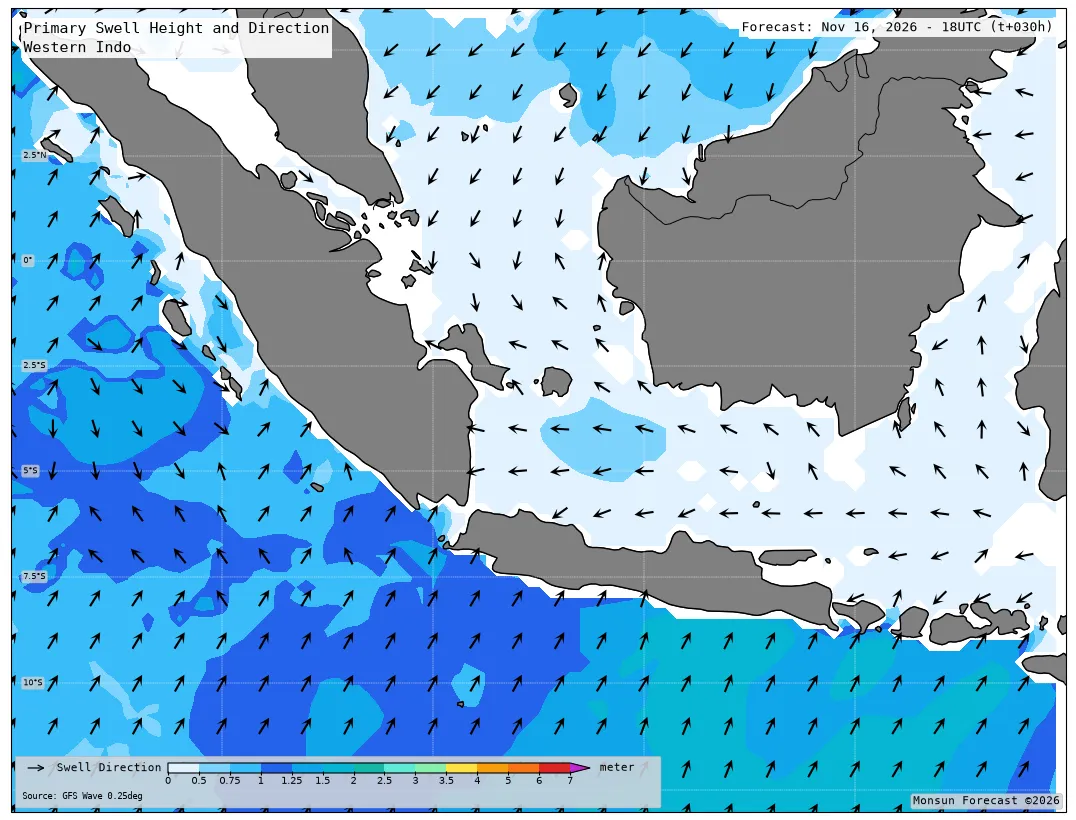 Primary Swell Height and Direction
Western Indo
Forecast: Nov 16, 2026 - 18UTC (t+030h)
2.5°N
0°
2.5°S
5°S
7.5°S
10°S
Swell Direction
0 0.5 0.75 1 1.25 1.5 2 2.5 3 3.5 4 5 6 7
meter
Source: GFS Wave 0.25deg
Monsun Forecast ©2026